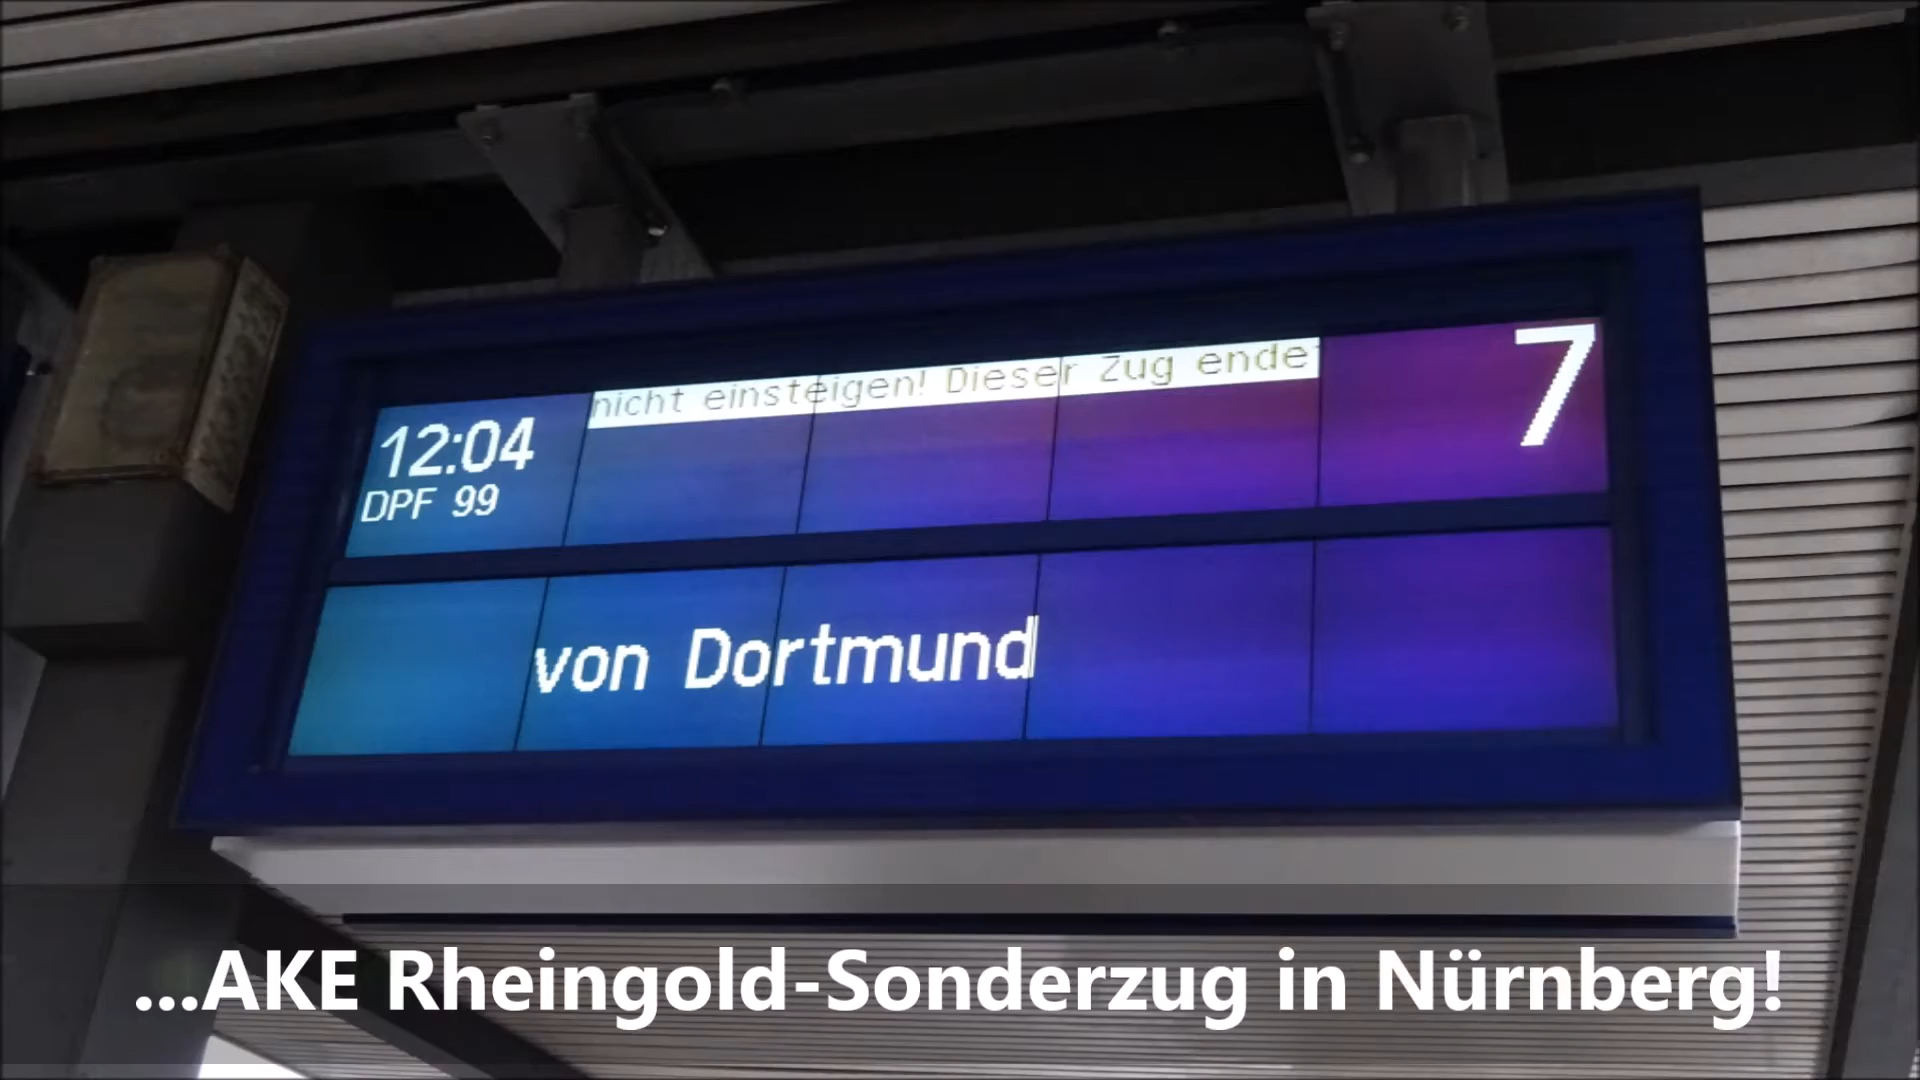 nicht einsteigen! Dieser Zug ende
7
12:04
DPF 99
von Dortmund
...AKE Rheingold-Sonderzug in Nürnberg!